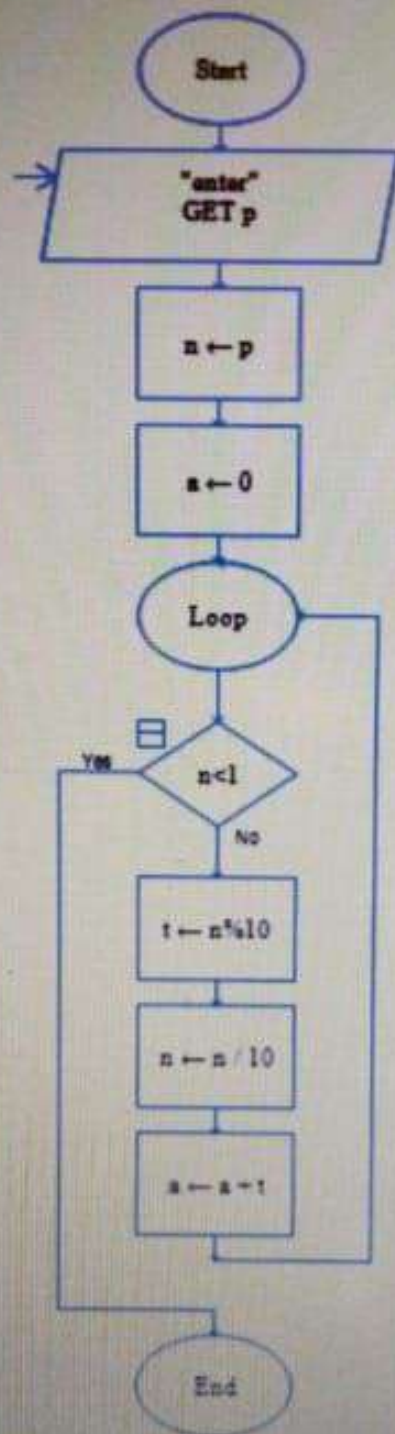 Start
"enter"
GET p
n ← p
a ← 0
Loop
n<1
Yes
No
t ← n%10
n ← n / 10
a ← a + t
End